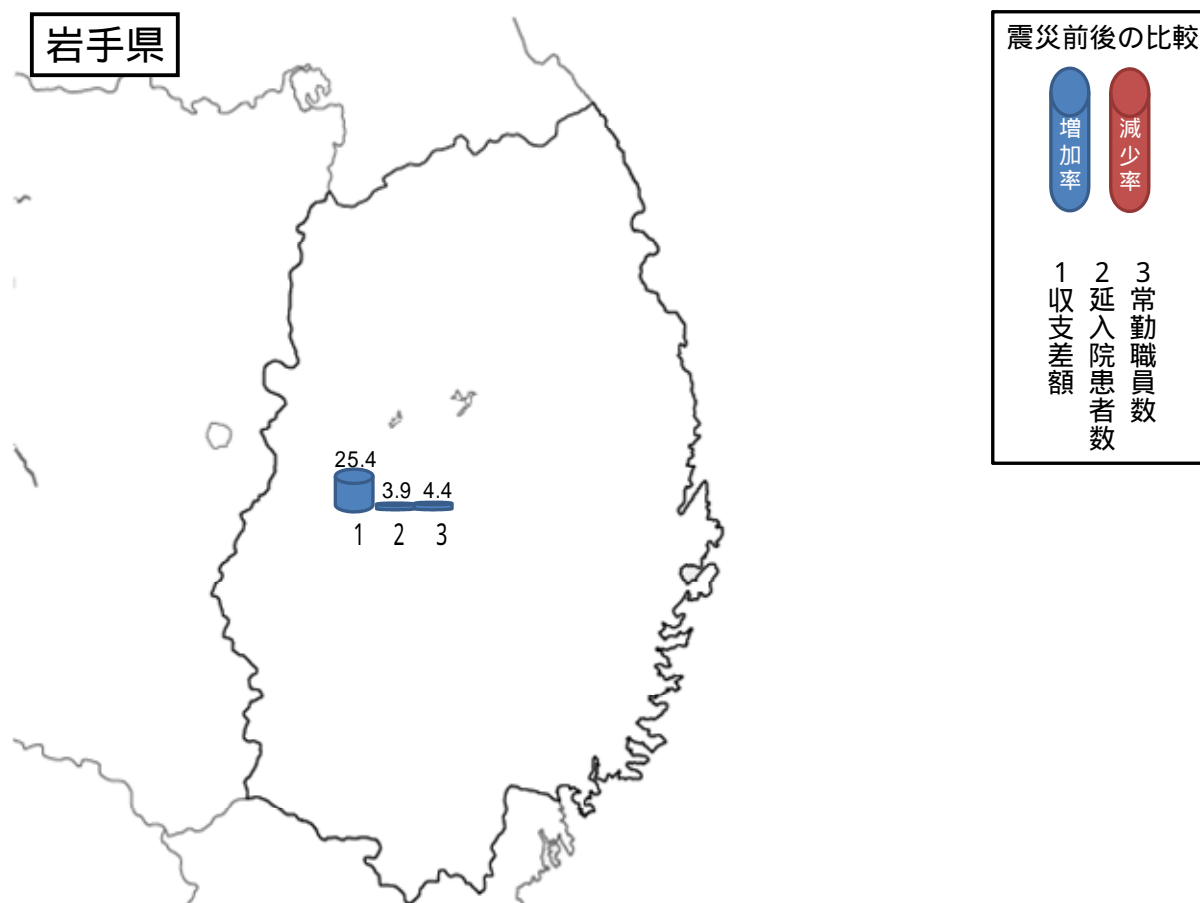 岩手県
震災前後の比較
増加率
減少率
1収支差額
2延入院患者数
3常勤職員数
25.4
3.9 4.4
1 2 3